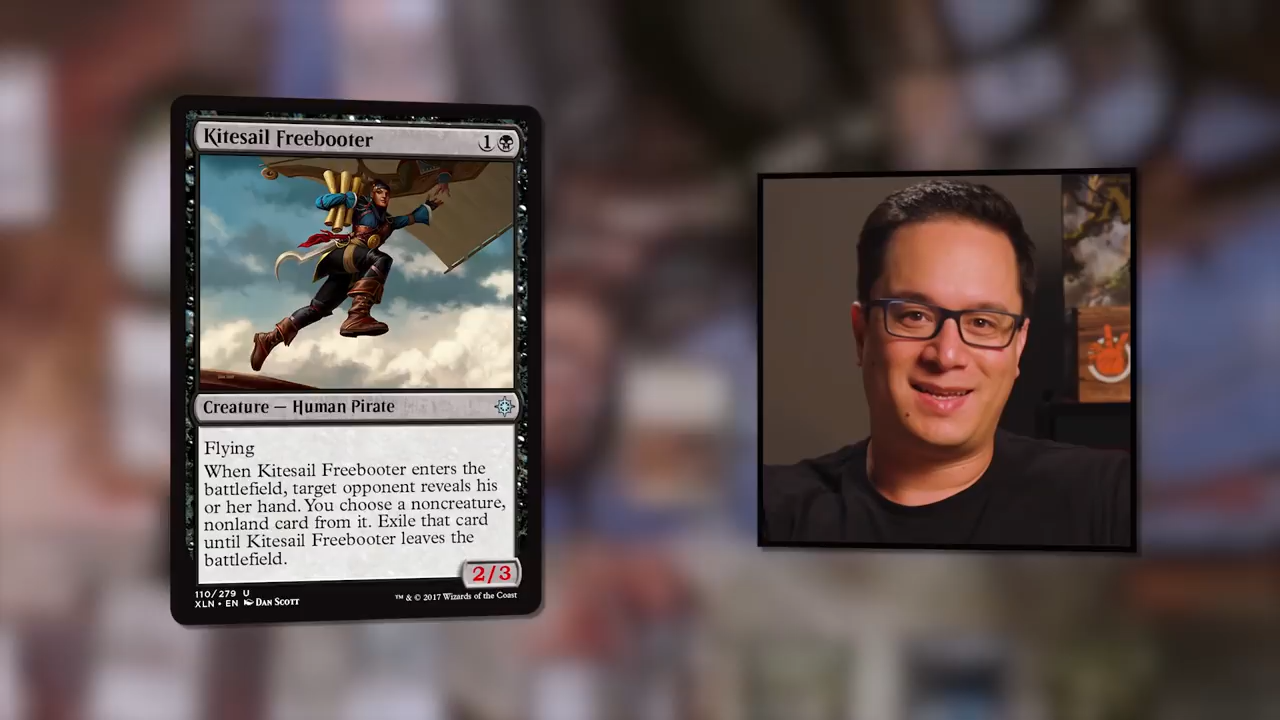 Kitesail Freebooter 1
Creature — Human Pirate
Flying
When Kitesail Freebooter enters the
battlefield, target opponent reveals his
or her hand. You choose a noncreature,
nonland card from it. Exile that card
until Kitesail Freebooter leaves the
battlefield.
2/3
110/279 U
XLN • EN DAN SCOTT
™ & © 2017 Wizards of the Coast